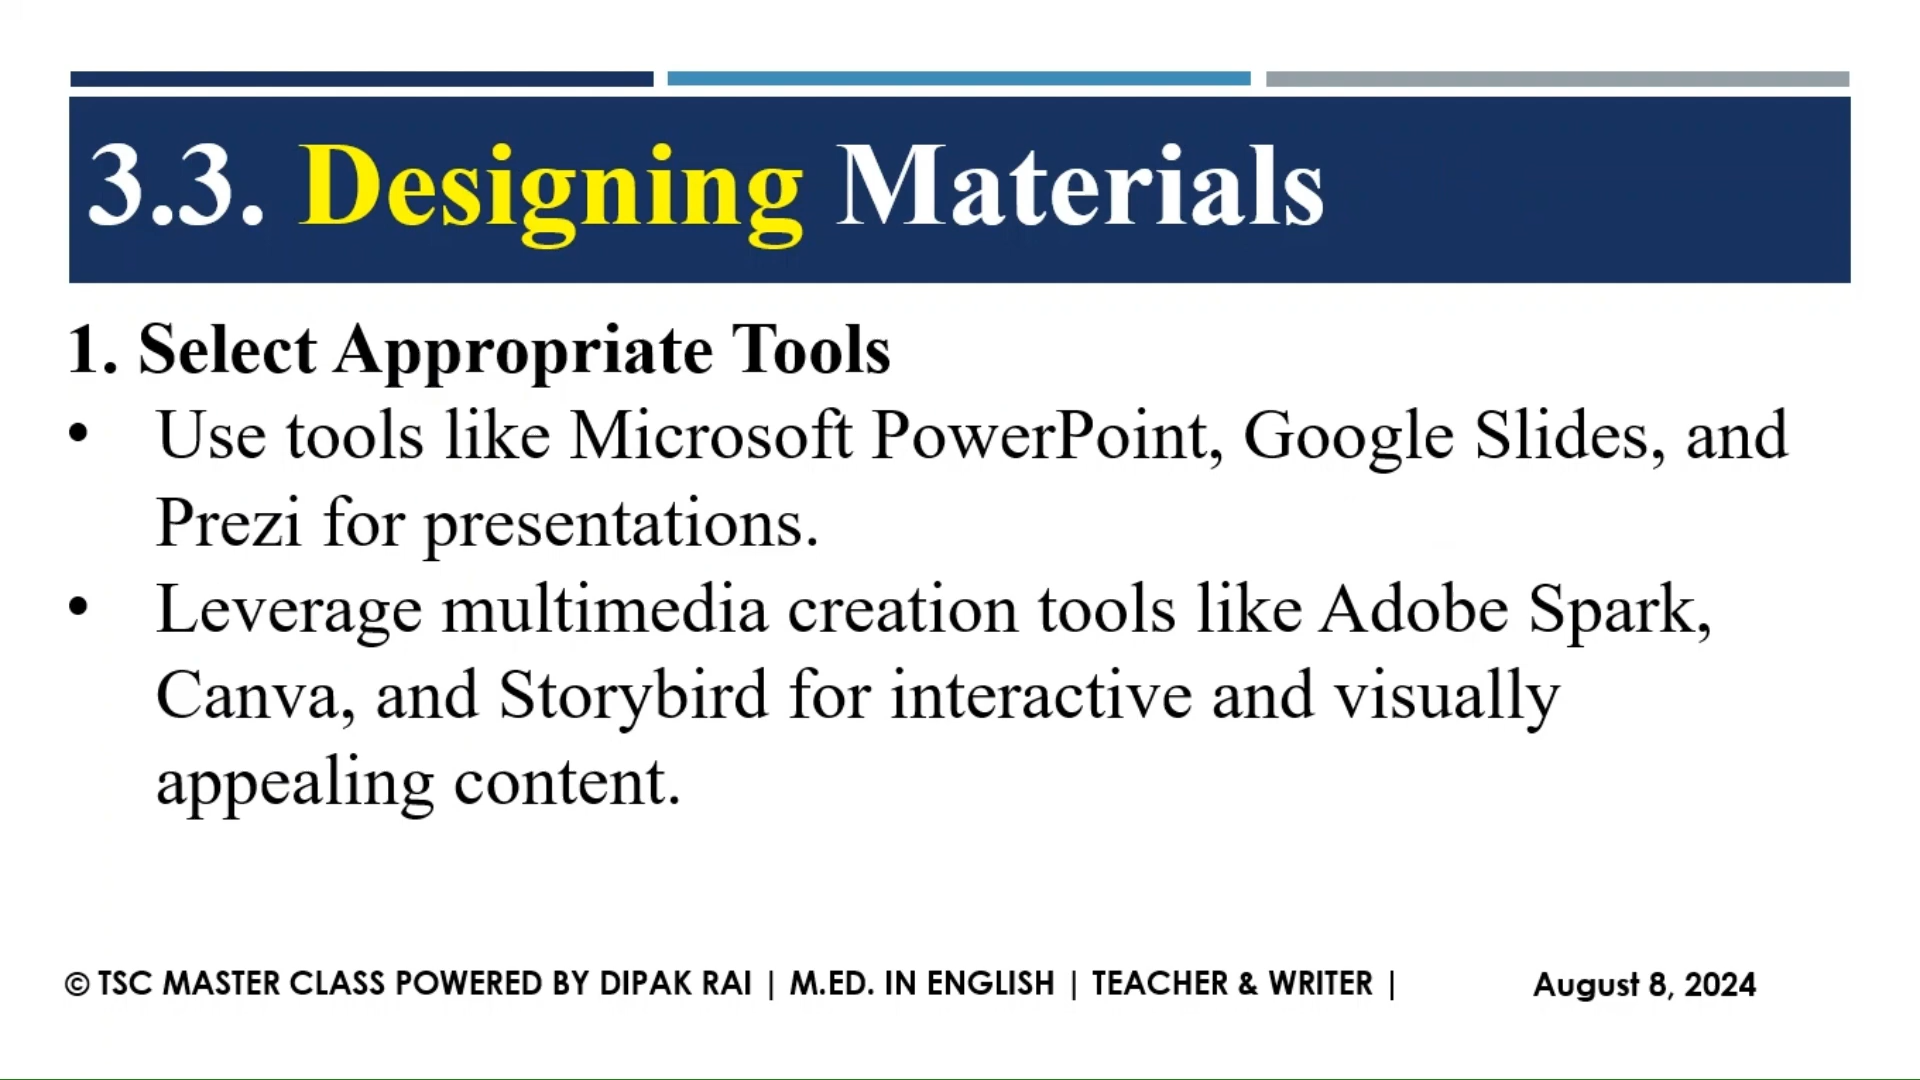 3.3. Designing Materials
1. Select Appropriate Tools
• Use tools like Microsoft PowerPoint, Google Slides, and
Prezi for presentations.
• Leverage multimedia creation tools like Adobe Spark,
Canva, and Storybird for interactive and visually
appealing content.
© TSC MASTER CLASS POWERED BY DIPAK RAI | M.ED. IN ENGLISH | TEACHER & WRITER | August 8, 2024